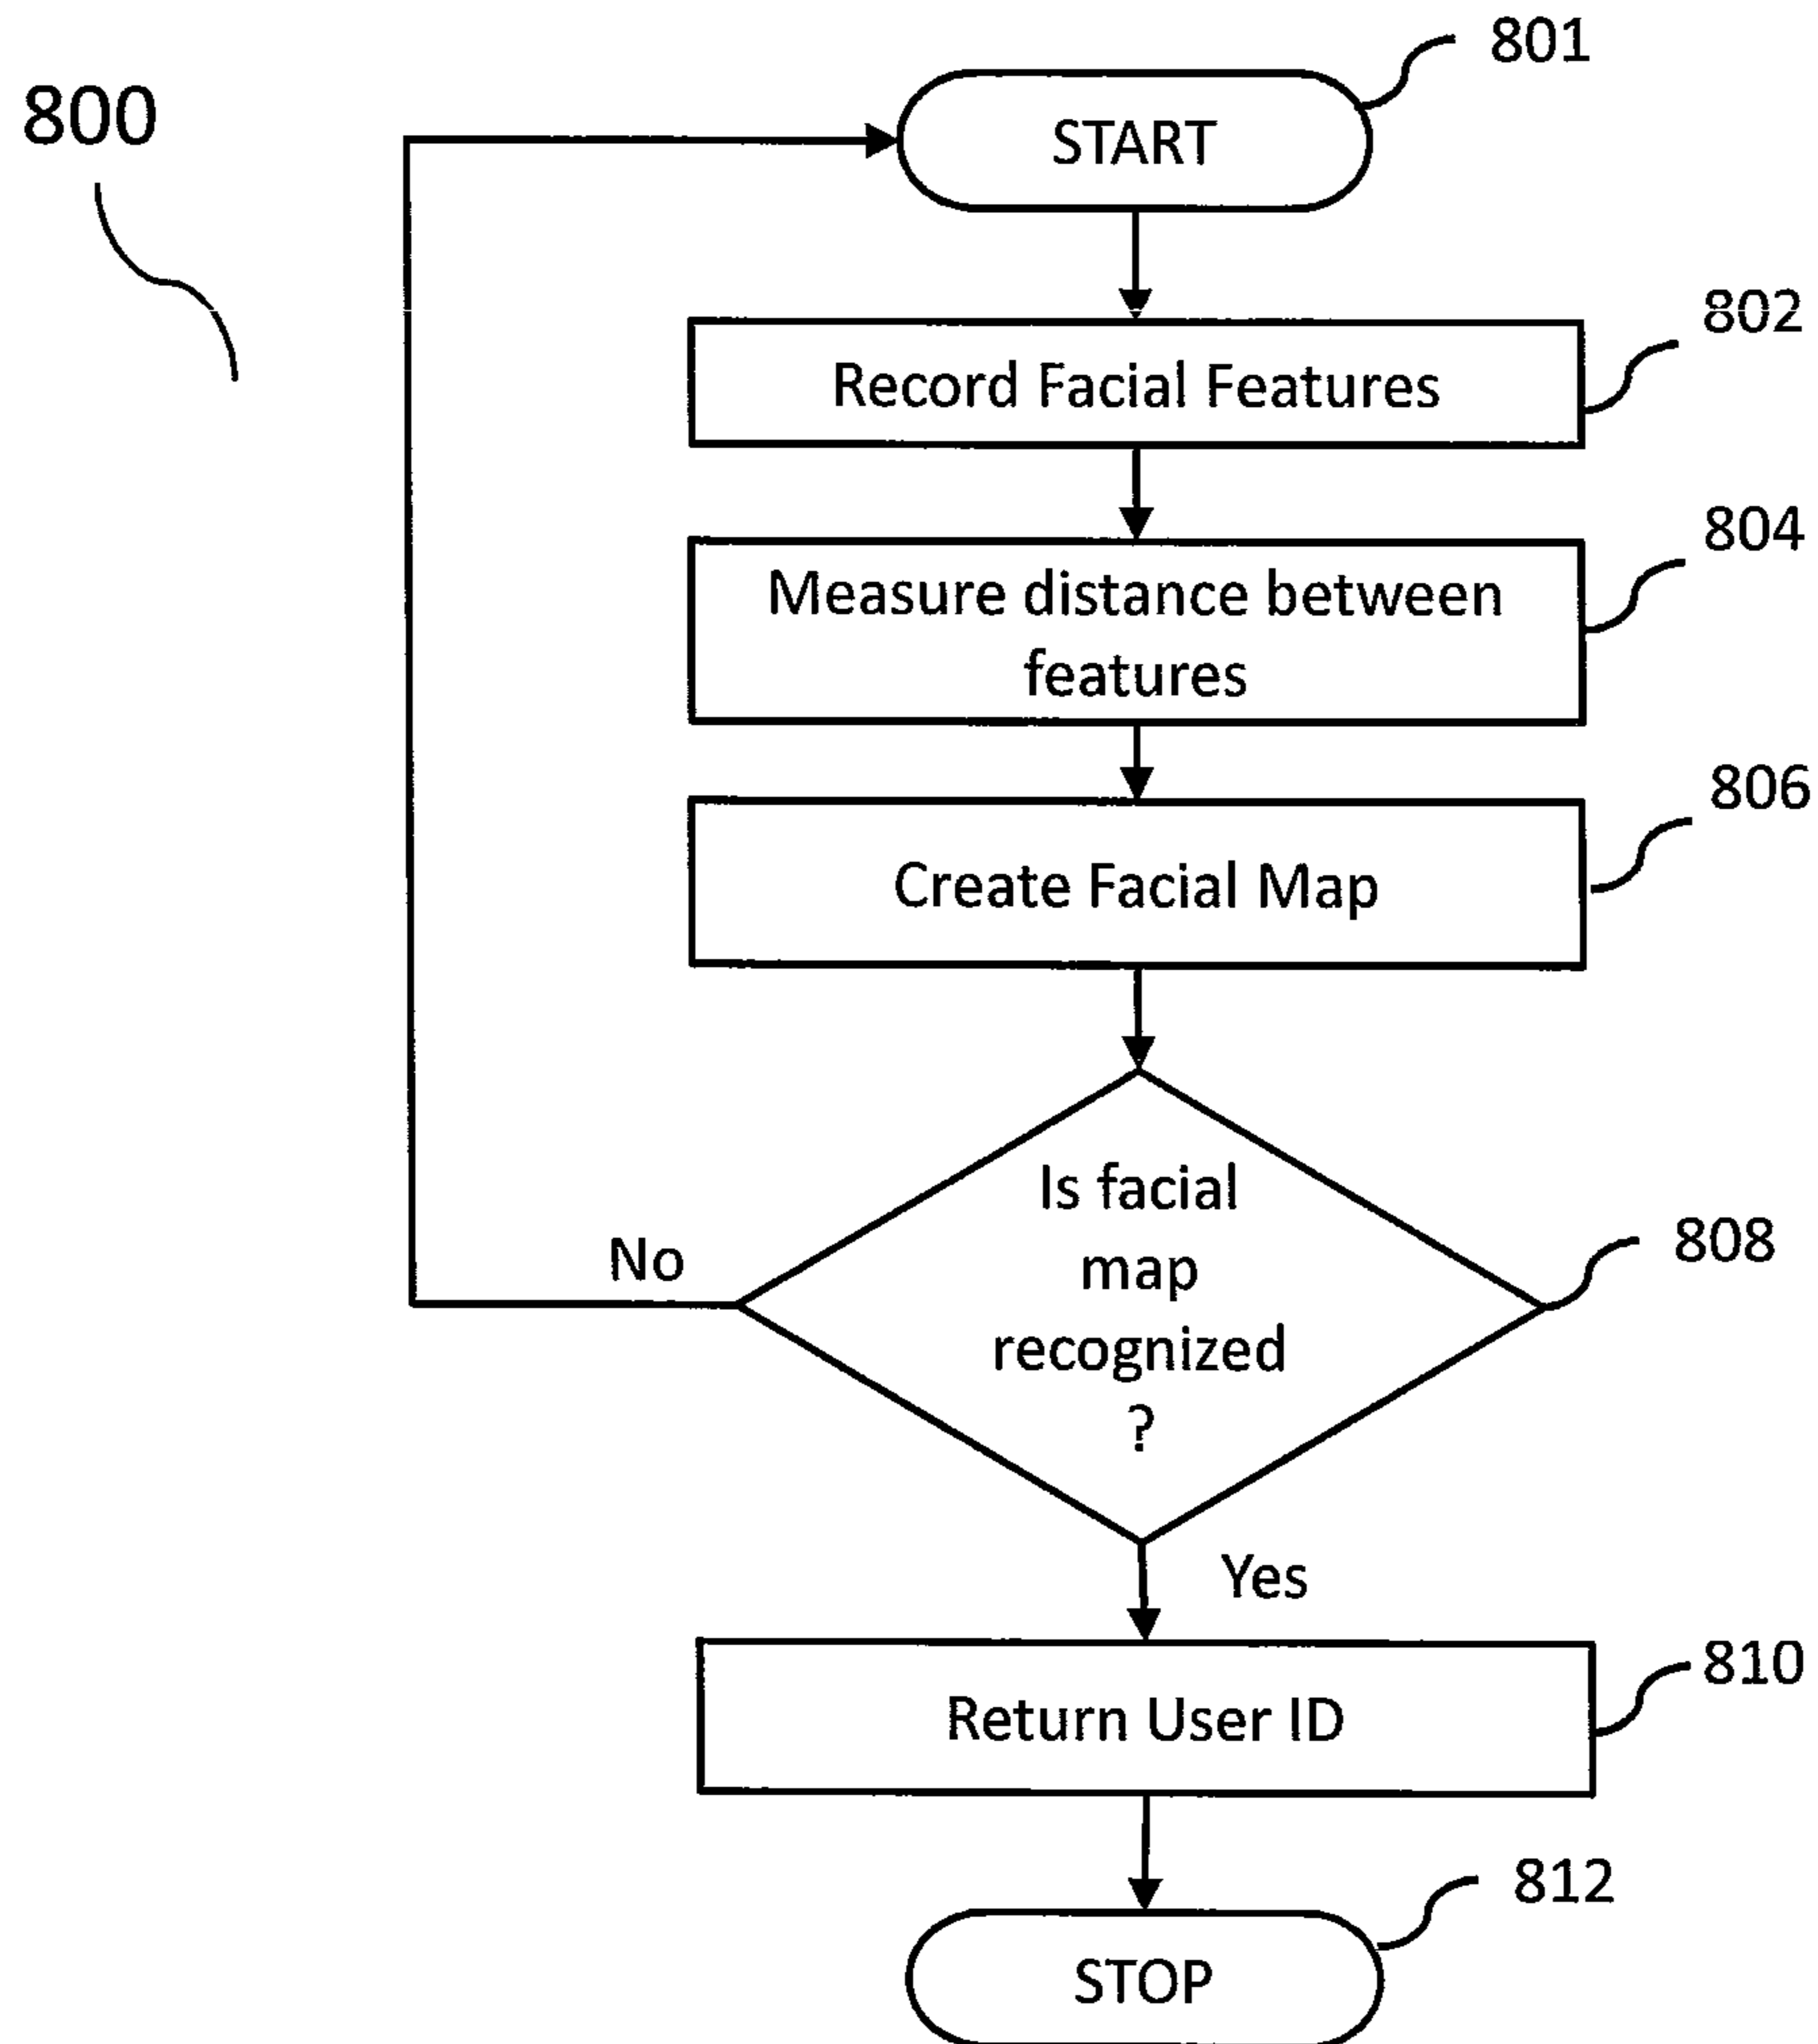 801
800
START
802
Record Facial Features
804
Measure distance between
features
806
Create Facial Map
Is facial
map
recognized
?
808
No
Yes
810
Return User ID
812
STOP